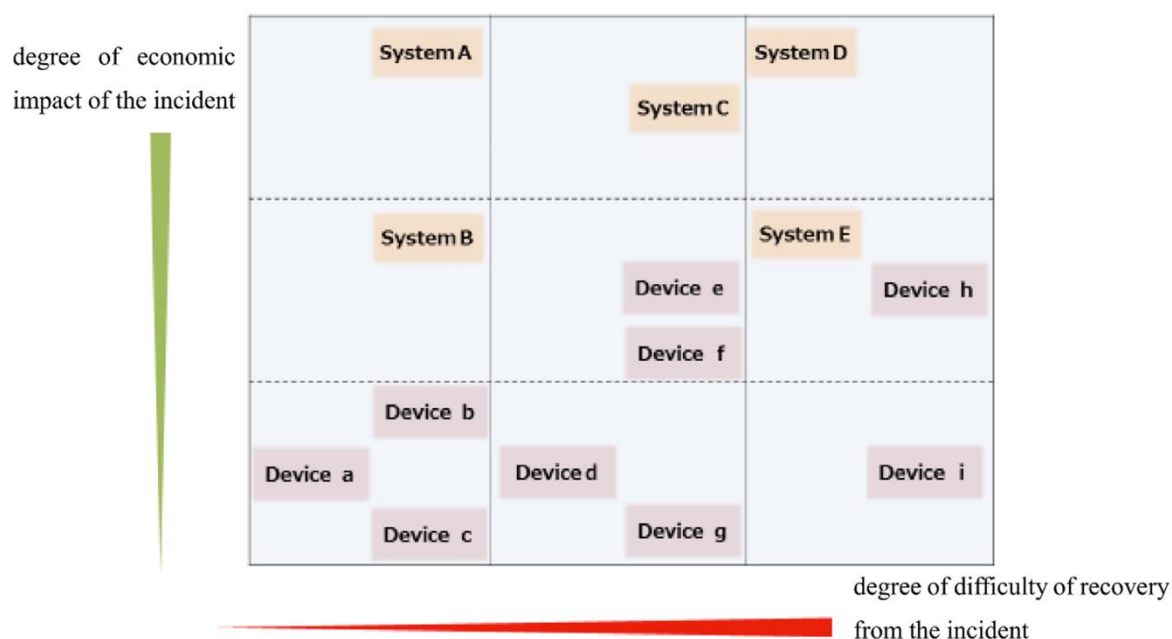 degree of economic
impact of the incident
System A
System D
System C
System B
System E
Device e
Device h
Device f
Device b
Device a
Device d
Device i
Device c
Device g
degree of difficulty of recovery
from the incident